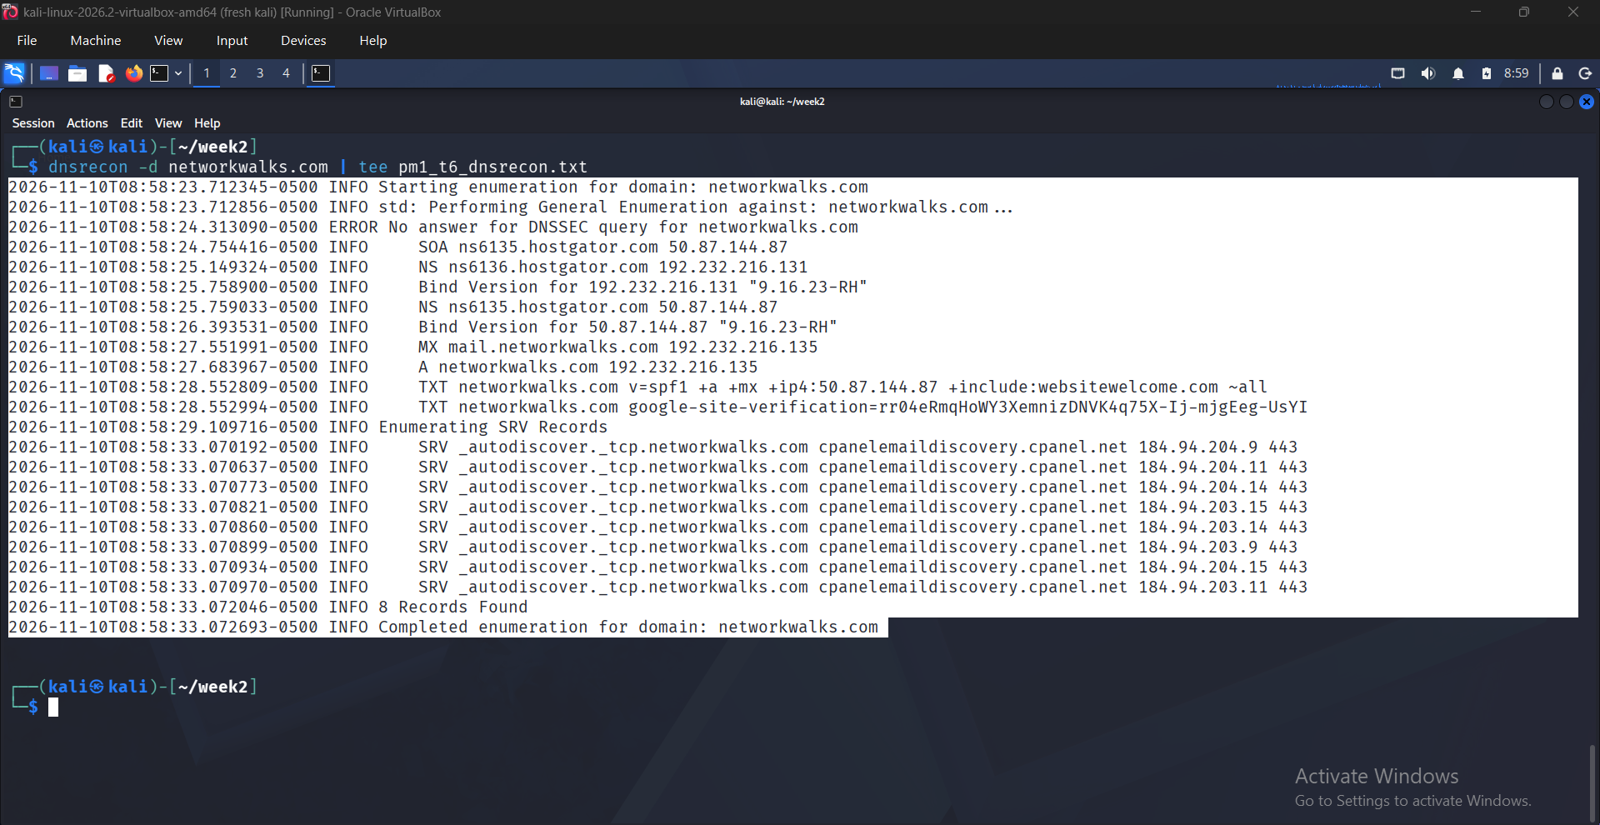 kali-linux-2026.2-virtualbox-amd64 (fresh kali) [Running] - Oracle VirtualBox
File Machine View Input Devices Help
1 2 3 4 8:59
kali@kali: ~/week2
Session Actions Edit View Help
┌──(kali㉿kali)-[~/week2]
└─$ dnsrecon -d networkwalks.com | tee pm1_t6_dnsrecon.txt
2026-11-10T08:58:23.712345-0500 INFO Starting enumeration for domain: networkwalks.com
2026-11-10T08:58:23.712856-0500 INFO std: Performing General Enumeration against: networkwalks.com...
2026-11-10T08:58:24.313090-0500 ERROR No answer for DNSSEC query for networkwalks.com
2026-11-10T08:58:24.754416-0500 INFO SOA ns6135.hostgator.com 50.87.144.87
2026-11-10T08:58:25.149324-0500 INFO NS ns6136.hostgator.com 192.232.216.131
2026-11-10T08:58:25.758900-0500 INFO Bind Version for 192.232.216.131 "9.16.23-RH"
2026-11-10T08:58:25.759033-0500 INFO NS ns6135.hostgator.com 50.87.144.87
2026-11-10T08:58:26.393531-0500 INFO Bind Version for 50.87.144.87 "9.16.23-RH"
2026-11-10T08:58:27.551991-0500 INFO MX mail.networkwalks.com 192.232.216.135
2026-11-10T08:58:27.683967-0500 INFO A networkwalks.com 192.232.216.135
2026-11-10T08:58:28.552809-0500 INFO TXT networkwalks.com v=spf1 +a +mx +ip4:50.87.144.87 +include:websitewelcome.com ~all
2026-11-10T08:58:28.552994-0500 INFO TXT networkwalks.com google-site-verification=rr04eRmqHoWY3XemnizDNVK4q75X-Ij-mjgEeg-UsYI
2026-11-10T08:58:29.109716-0500 INFO Enumerating SRV Records
2026-11-10T08:58:33.070192-0500 INFO SRV _autodiscover._tcp.networkwalks.com cpanelemaildiscovery.cpanel.net 184.94.204.9 443
2026-11-10T08:58:33.070637-0500 INFO SRV _autodiscover._tcp.networkwalks.com cpanelemaildiscovery.cpanel.net 184.94.204.11 443
2026-11-10T08:58:33.070773-0500 INFO SRV _autodiscover._tcp.networkwalks.com cpanelemaildiscovery.cpanel.net 184.94.204.14 443
2026-11-10T08:58:33.070821-0500 INFO SRV _autodiscover._tcp.networkwalks.com cpanelemaildiscovery.cpanel.net 184.94.203.15 443
2026-11-10T08:58:33.070860-0500 INFO SRV _autodiscover._tcp.networkwalks.com cpanelemaildiscovery.cpanel.net 184.94.203.14 443
2026-11-10T08:58:33.070899-0500 INFO SRV _autodiscover._tcp.networkwalks.com cpanelemaildiscovery.cpanel.net 184.94.203.9 443
2026-11-10T08:58:33.070934-0500 INFO SRV _autodiscover._tcp.networkwalks.com cpanelemaildiscovery.cpanel.net 184.94.204.15 443
2026-11-10T08:58:33.070970-0500 INFO SRV _autodiscover._tcp.networkwalks.com cpanelemaildiscovery.cpanel.net 184.94.203.11 443
2026-11-10T08:58:33.072046-0500 INFO 8 Records Found
2026-11-10T08:58:33.072693-0500 INFO Completed enumeration for domain: networkwalks.com
┌──(kali㉿kali)-[~/week2]
└─$
Activate Windows
Go to Settings to activate Windows.